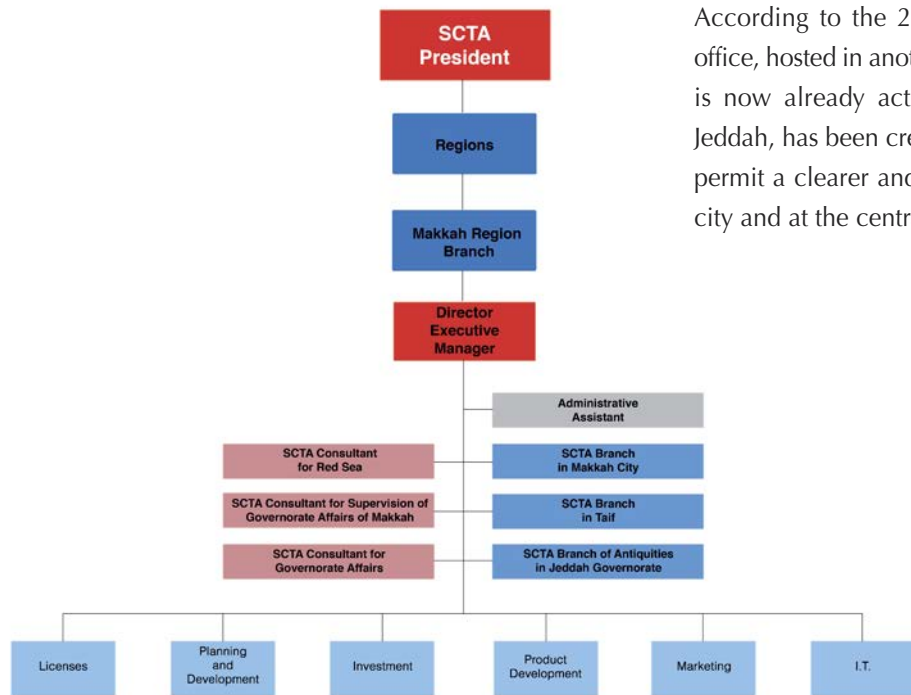 SCTA
President
Regions
Makkah Region
Branch
Director
Executive
Manager
Administrative
Assistant
SCTA Consultant
for Red Sea
SCTA Branch
in Makkah City
SCTA Consultant for Supervision of
Governorate Affairs of Makkah
SCTA Branch
in Taif
SCTA Consultant for
Governorate Affairs
SCTA Branch of Antiquities
in Jeddah Governorate
Licenses
Planning
and
Development
Investment
Product
Development
Marketing
I.T.
According to the 2
office, hosted in anot
is now already act
Jeddah, has been cre
permit a clearer and
city and at the centr